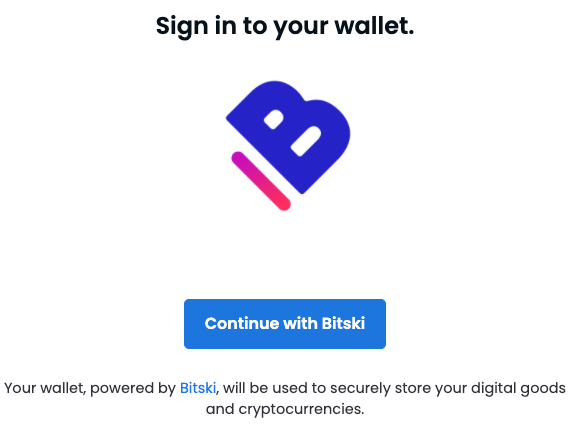 Sign in to your wallet.
Continue with Bitski
Your wallet, powered by Bitski, will be used to securely store your digital goods
and cryptocurrencies.